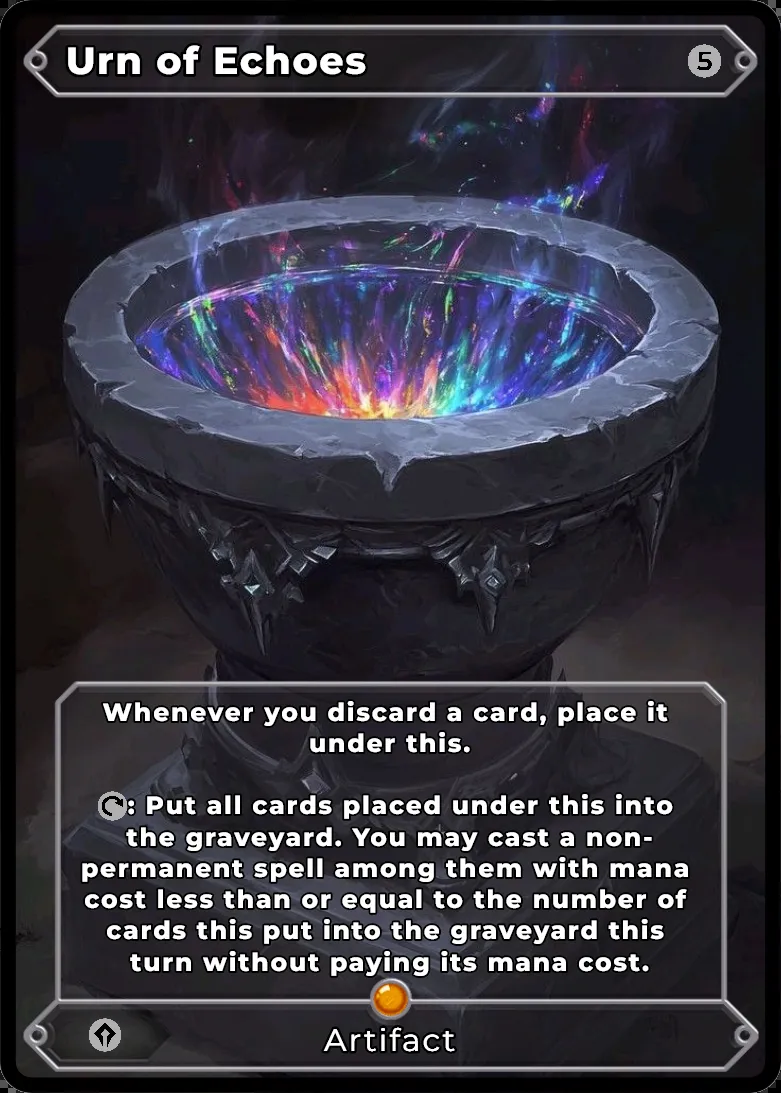 Urn of Echoes 5
Whenever you discard a card, place it
under this.
: Put all cards placed under this into
the graveyard. You may cast a non-
permanent spell among them with mana
cost less than or equal to the number of
cards this put into the graveyard this
turn without paying its mana cost.
Artifact